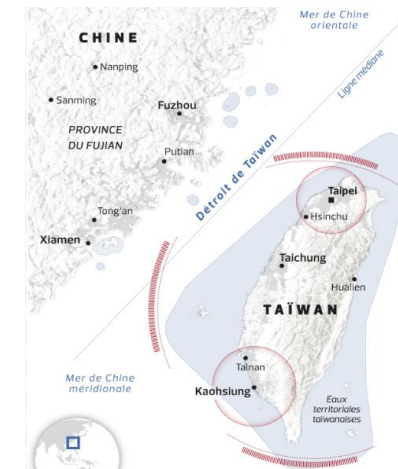 Mer de Chine
orientale
CHINE
Nanping
Ligne médiane
Sanming
Fuzhou
PROVINCE
DU FUJIAN
Putian
Détroit de Taïwan
Taipei
Tong'an
Hsinchu
Xiamen
Taichung
Hualien
TAÏWAN
Tainan
Mer de Chine
méridionale
Kaohsiung
Eaux
territoriales
taïwanaises